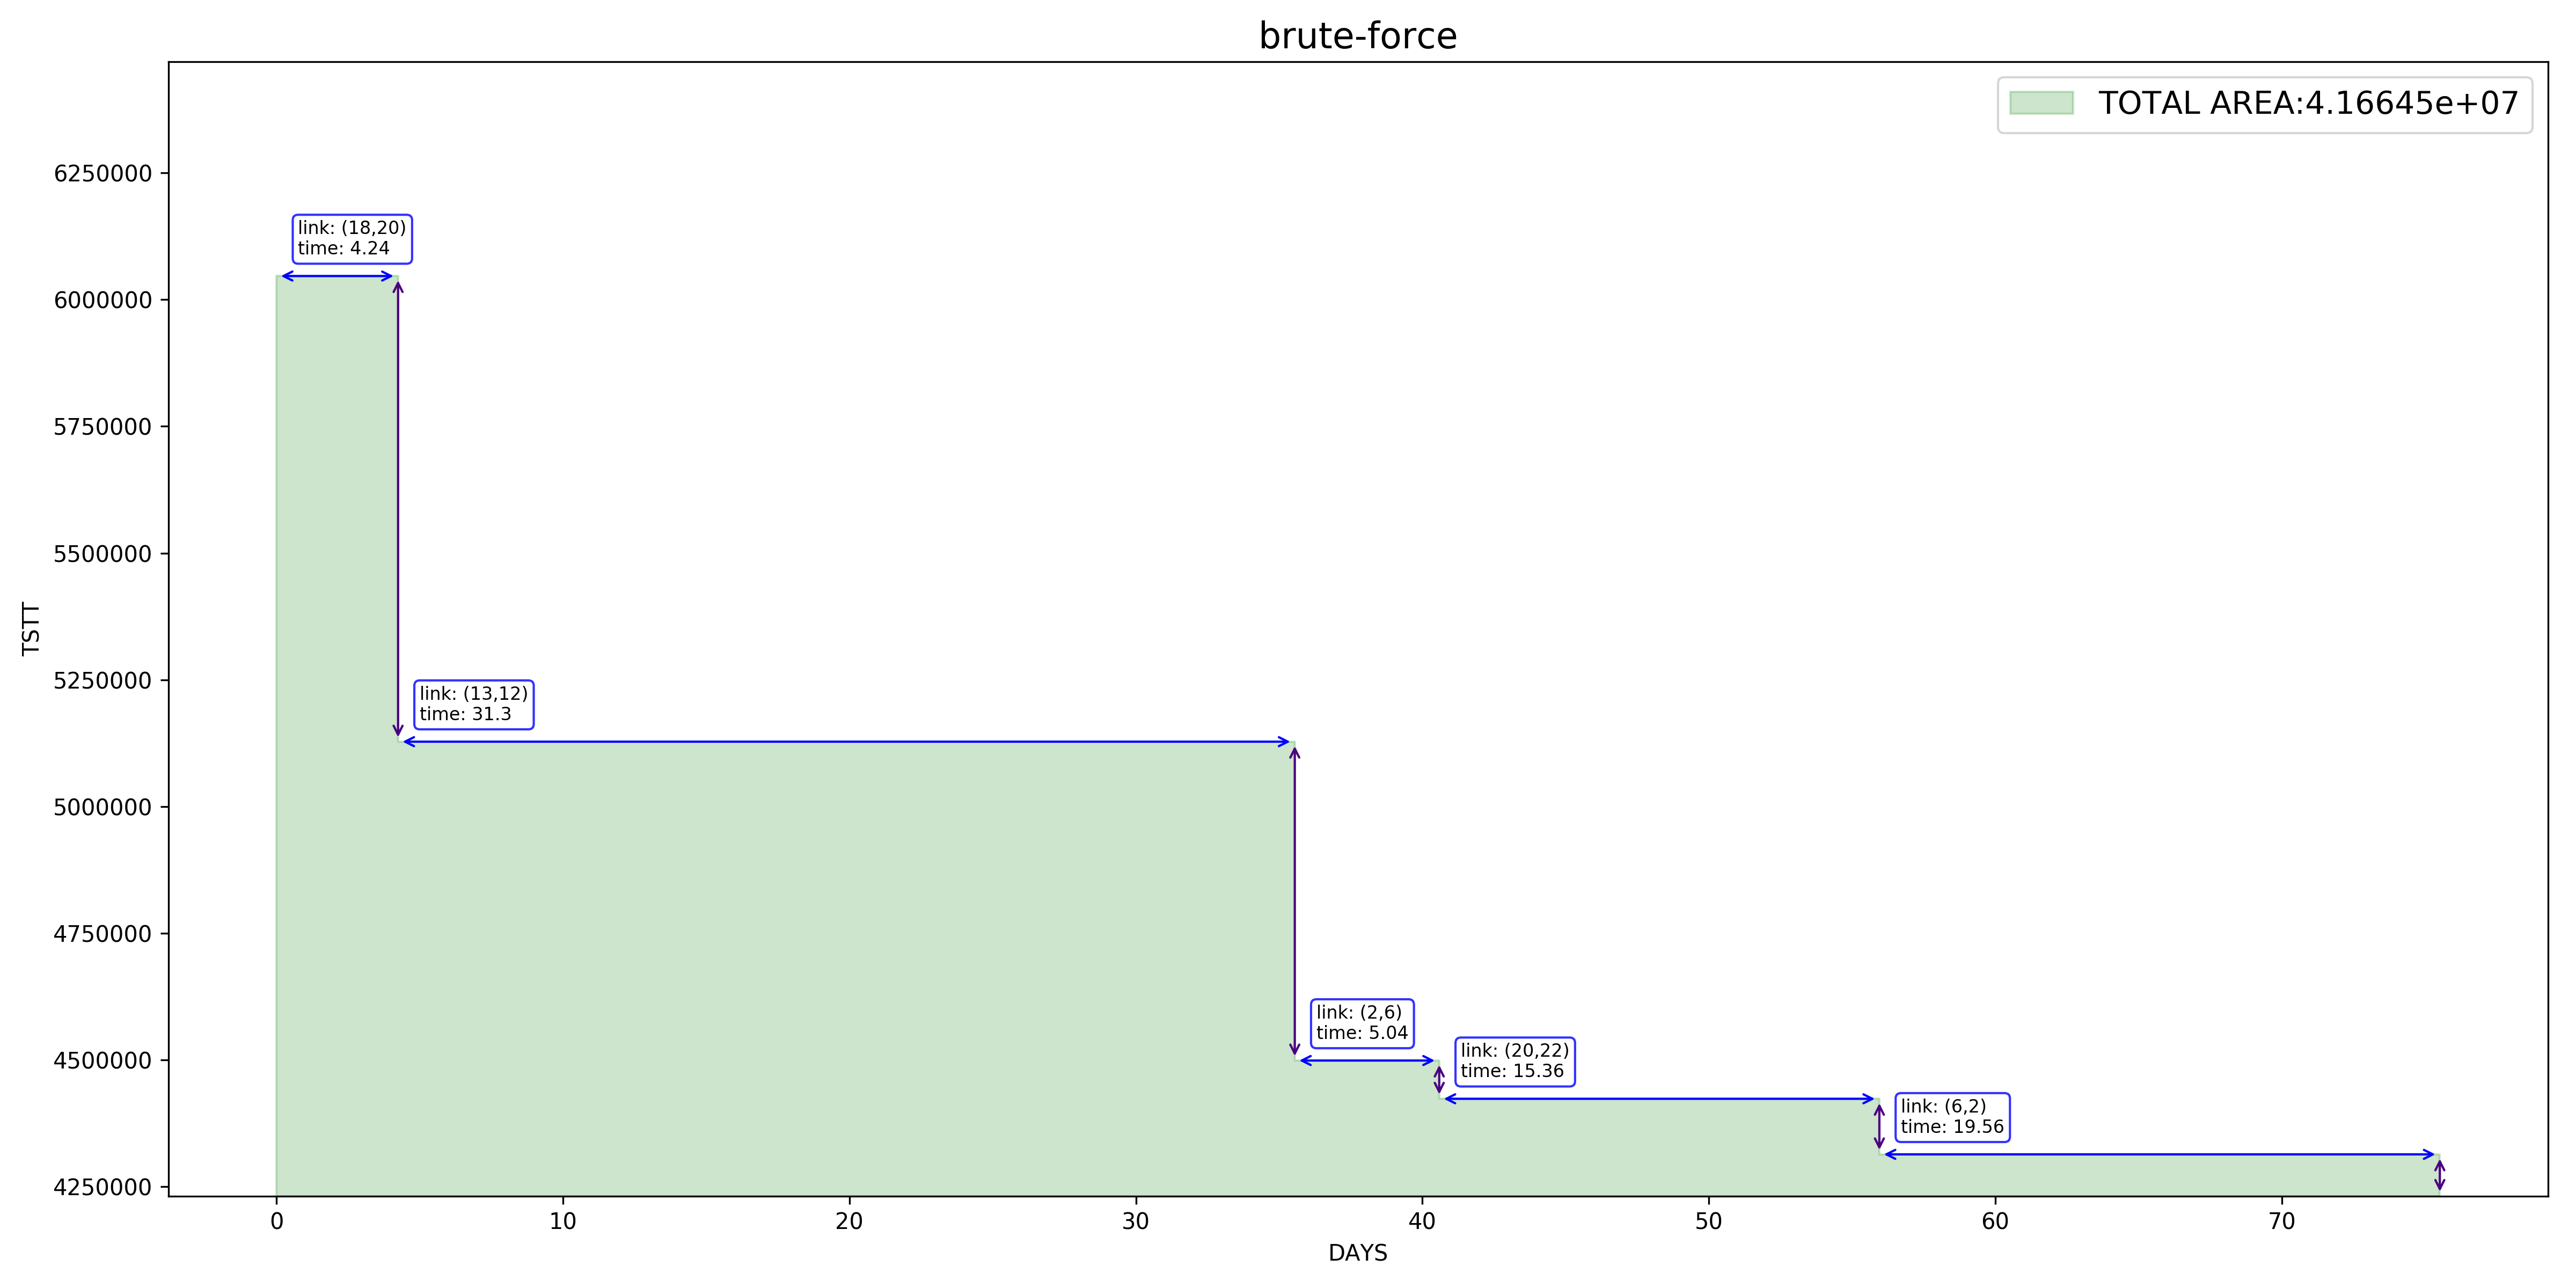 brute-force
TOTAL AREA:4.16645e+07
6250000
6000000
5750000
5500000
5250000
5000000
4750000
4500000
4250000
TSTT
link: (18,20)
time: 4.24
link: (13,12)
time: 31.3
link: (2,6)
time: 5.04
link: (20,22)
time: 15.36
link: (6,2)
time: 19.56
0 10 20 30 40 50 60 70
DAYS